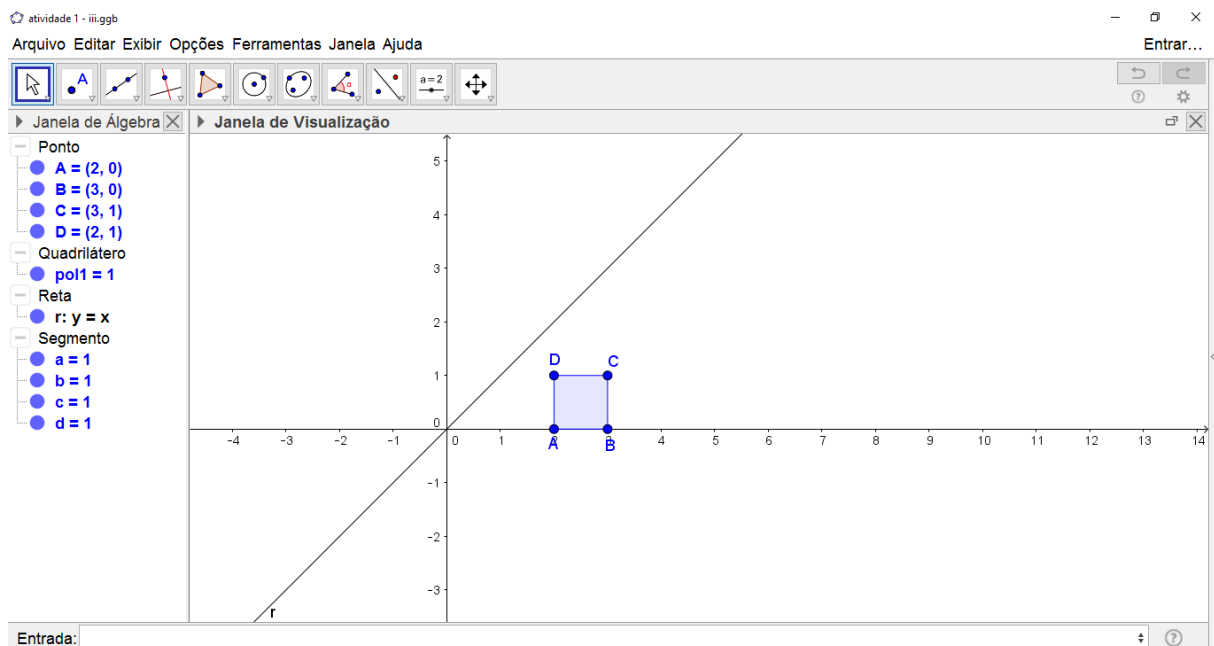 atividade 1 - iii.ggb
Arquivo Editar Exibir Opções Ferramentas Janela Ajuda
Entrar...
A
α
a = 2
Janela de Álgebra
Janela de Visualização
Ponto
A = (2, 0)
B = (3, 0)
C = (3, 1)
D = (2, 1)
Quadrilátero
pol1 = 1
Reta
r: y = x
Segmento
a = 1
b = 1
c = 1
d = 1
5
4
3
2
D C
1
0
-4 -3 -2 -1 0 1 2 3 4 5 6 7 8 9 10 11 12 13 14
A B
-1
-2
-3
r
Entrada: